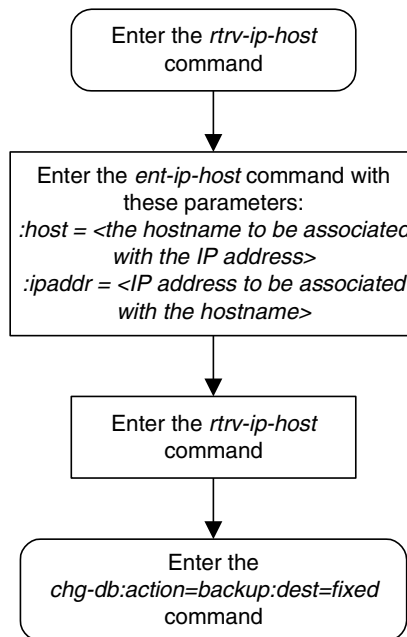 Enter the rtrv-ip-host
command
Enter the ent-ip-host command with
these parameters:
:host = <the hostname to be associated
with the IP address>
:ipaddr = <IP address to be associated
with the hostname>
Enter the rtrv-ip-host
command
Enter the
chg-db:action=backup:dest=fixed
command